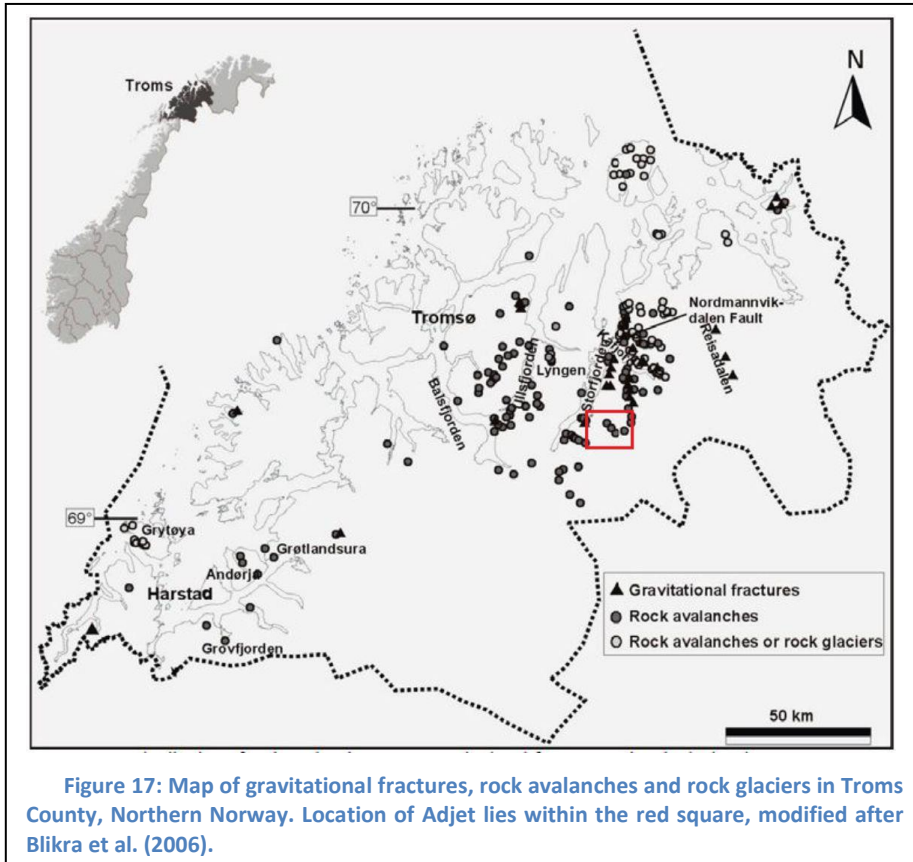 Troms
N
70°
Nordmannvik-
dalen Fault
Tromsø
Reisadalen
Ullsfjorden
Lyngen
Storfjorden
Balsfjorden
69°
Grytøya
Grøtlandsura
Andørja
Harstad
Grovfjorden
Gravitational fractures
Rock avalanches
Rock avalanches or rock glaciers
50 km
Figure 17: Map of gravitational fractures, rock avalanches and rock glaciers in Troms
County, Northern Norway. Location of Adjet lies within the red square, modified after
Blikra et al. (2006).